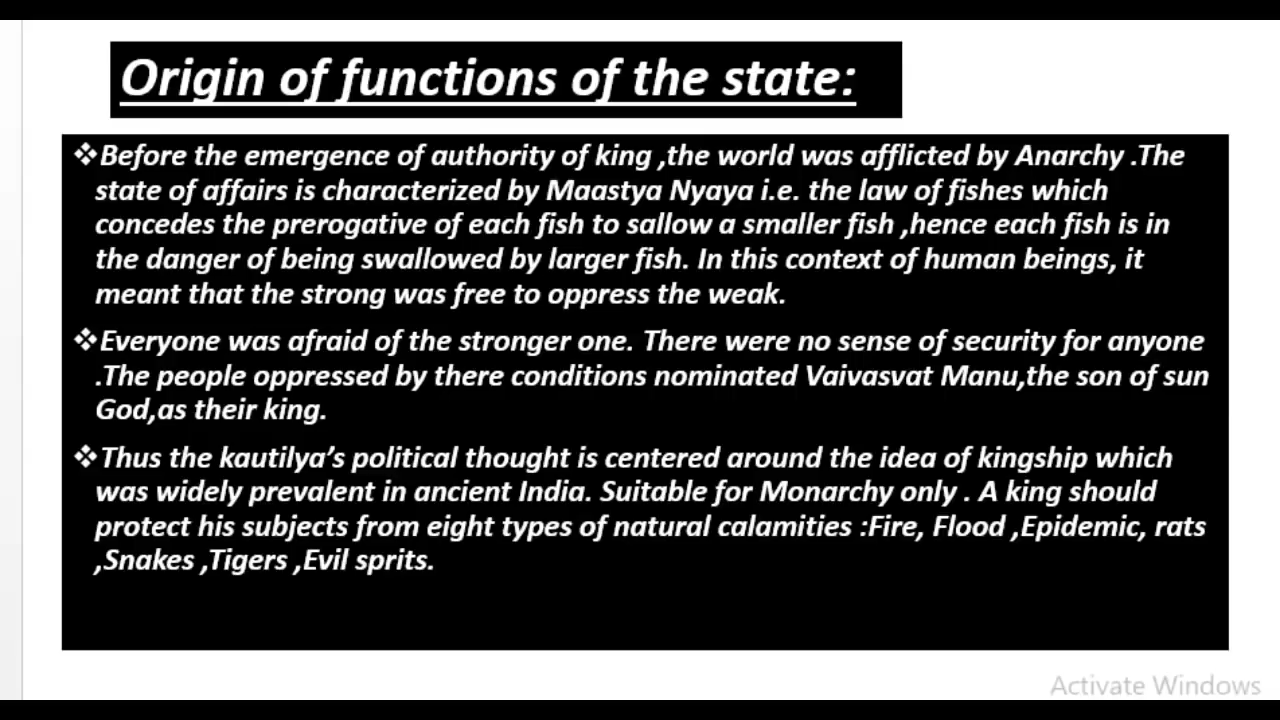 Origin of functions of the state:
❖Before the emergence of authority of king ,the world was afflicted by Anarchy .The
state of affairs is characterized by Maastya Nyaya i.e. the law of fishes which
concedes the prerogative of each fish to sallow a smaller fish ,hence each fish is in
the danger of being swallowed by larger fish. In this context of human beings, it
meant that the strong was free to oppress the weak.
❖Everyone was afraid of the stronger one. There were no sense of security for anyone
.The people oppressed by there conditions nominated Vaivasvat Manu,the son of sun
God,as their king.
❖Thus the kautilya’s political thought is centered around the idea of kingship which
was widely prevalent in ancient India. Suitable for Monarchy only . A king should
protect his subjects from eight types of natural calamities :Fire, Flood ,Epidemic, rats
,Snakes ,Tigers ,Evil sprits.
Activate Windows